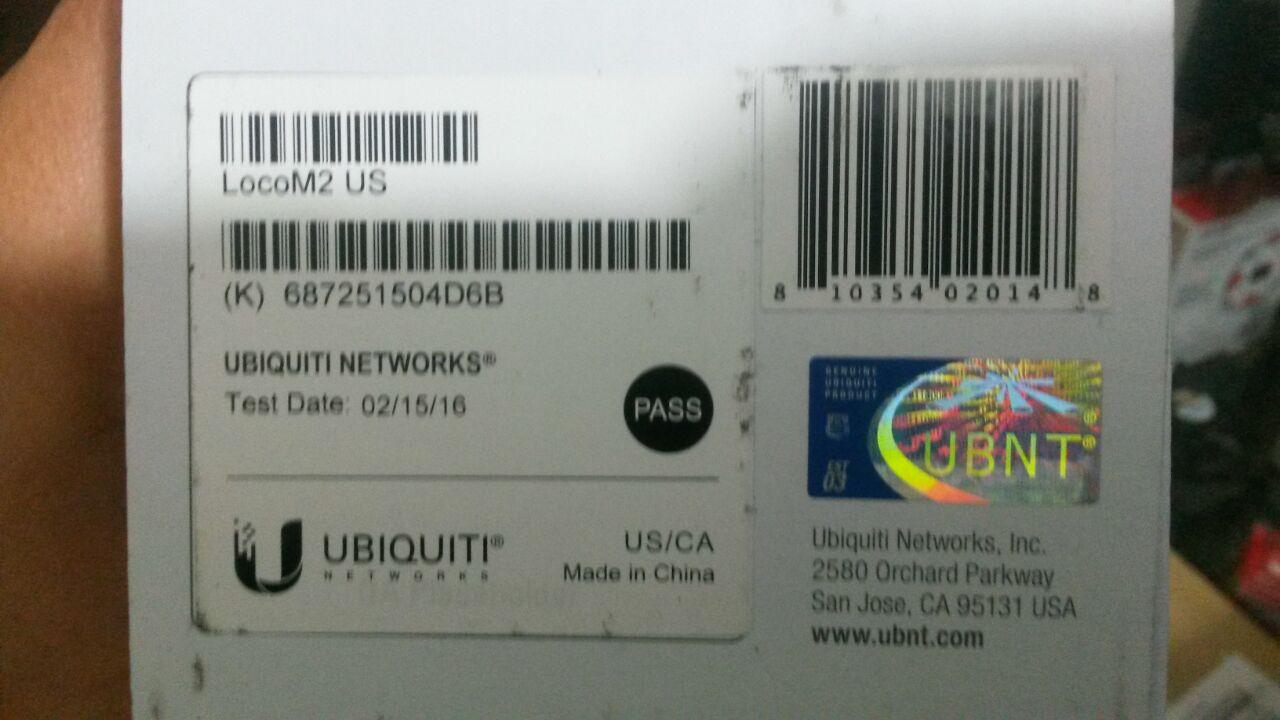 LocoM2 US
(K) 687251504D6B
UBIQUITI NETWORKS®
Test Date: 02/15/16
PASS
UBIQUITI®
NETWORKS
US/CA
Made in China
8 10354 02014 8
GENUINE
UBIQUITI
PRODUCT
EST
03
UBNT®
Ubiquiti Networks, Inc.
2580 Orchard Parkway
San Jose, CA 95131 USA
www.ubnt.com